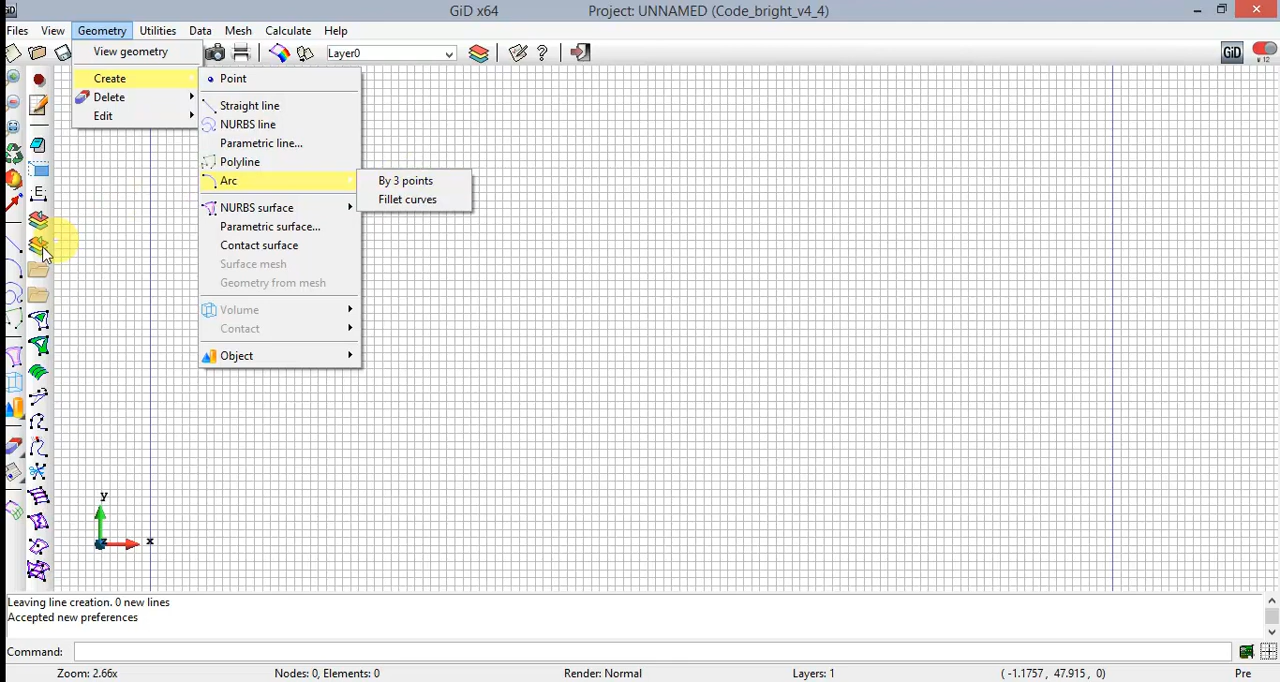 GiD
GiD x64
Project: UNNAMED (Code_bright_v4_4)
Files View Geometry Utilities Data Mesh Calculate Help
Layer0
GiD
v 12
View geometry
Create
Delete
Edit
Point
Straight line
NURBS line
Parametric line...
Polyline
Arc
NURBS surface
Parametric surface...
Contact surface
Surface mesh
Geometry from mesh
Volume
Contact
Object
By 3 points
Fillet curves
.E.
y
x
Leaving line creation. 0 new lines
Accepted new preferences
Command:
Zoom: 2.66x Nodes: 0, Elements: 0 Render: Normal Layers: 1 ( -1.1757, 47.915, 0) Pre